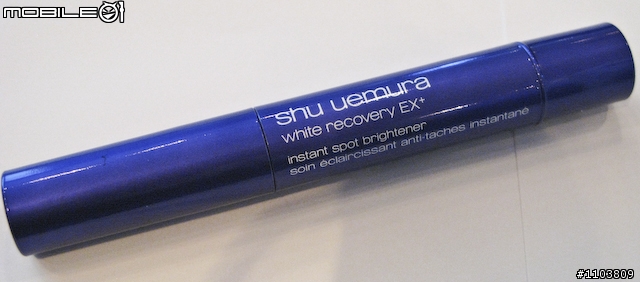 MOBILE01
shu uemura
white recovery EX+
instant spot brightener
soin éclaircissant anti-taches instantané
#1103809